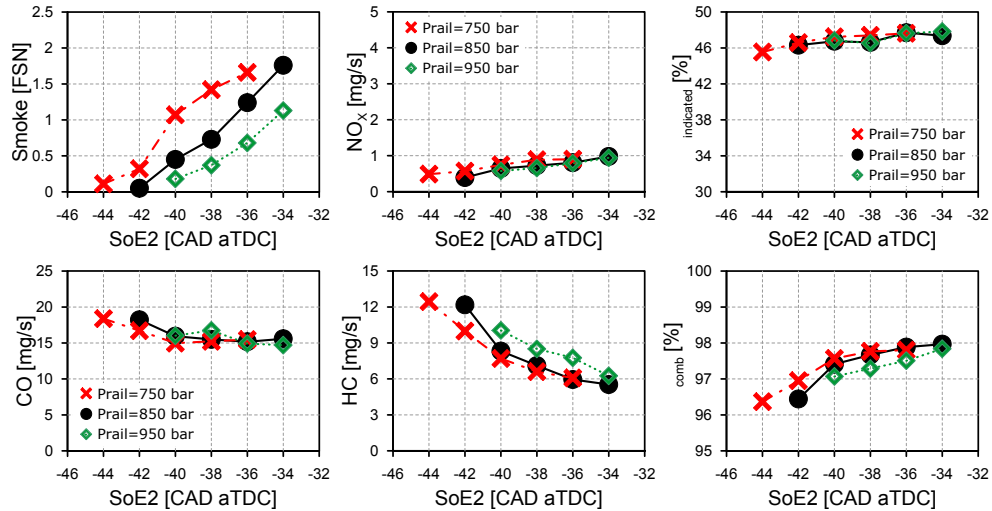 Smoke [FSN]
2.5
2
1.5
1
0.5
0
-46 -44 -42 -40 -38 -36 -34 -32
SoE2 [CAD aTDC]
NOX [mg/s]
5
4
3
2
1
0
Prail=750 bar
Prail=850 bar
Prail=950 bar
-46 -44 -42 -40 -38 -36 -34 -32
SoE2 [CAD aTDC]
indicated [%]
50
46
42
38
34
30
Prail=750 bar
Prail=850 bar
Prail=950 bar
-46 -44 -42 -40 -38 -36 -34 -32
SoE2 [CAD aTDC]
CO [mg/s]
25
20
15
10
5
0
Prail=750 bar
Prail=850 bar
Prail=950 bar
-46 -44 -42 -40 -38 -36 -34 -32
SoE2 [CAD aTDC]
HC [mg/s]
15
12
9
6
3
0
-46 -44 -42 -40 -38 -36 -34 -32
SoE2 [CAD aTDC]
comb [%]
100
99
98
97
96
95
-46 -44 -42 -40 -38 -36 -34 -32
SoE2 [CAD aTDC]